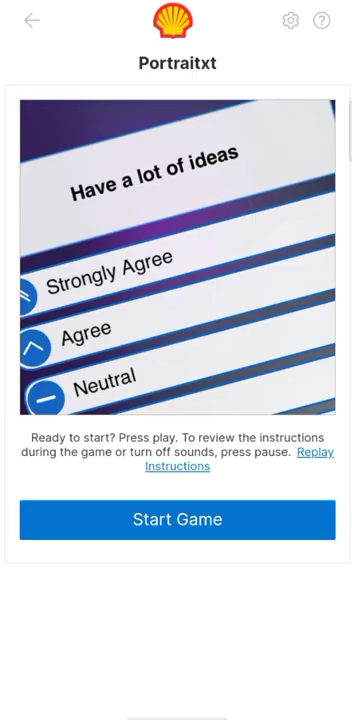 Portraitxt
Have a lot of ideas
Strongly Agree
Agree
Neutral
Ready to start? Press play. To review the instructions
during the game or turn off sounds, press pause. Replay
Instructions
Start Game